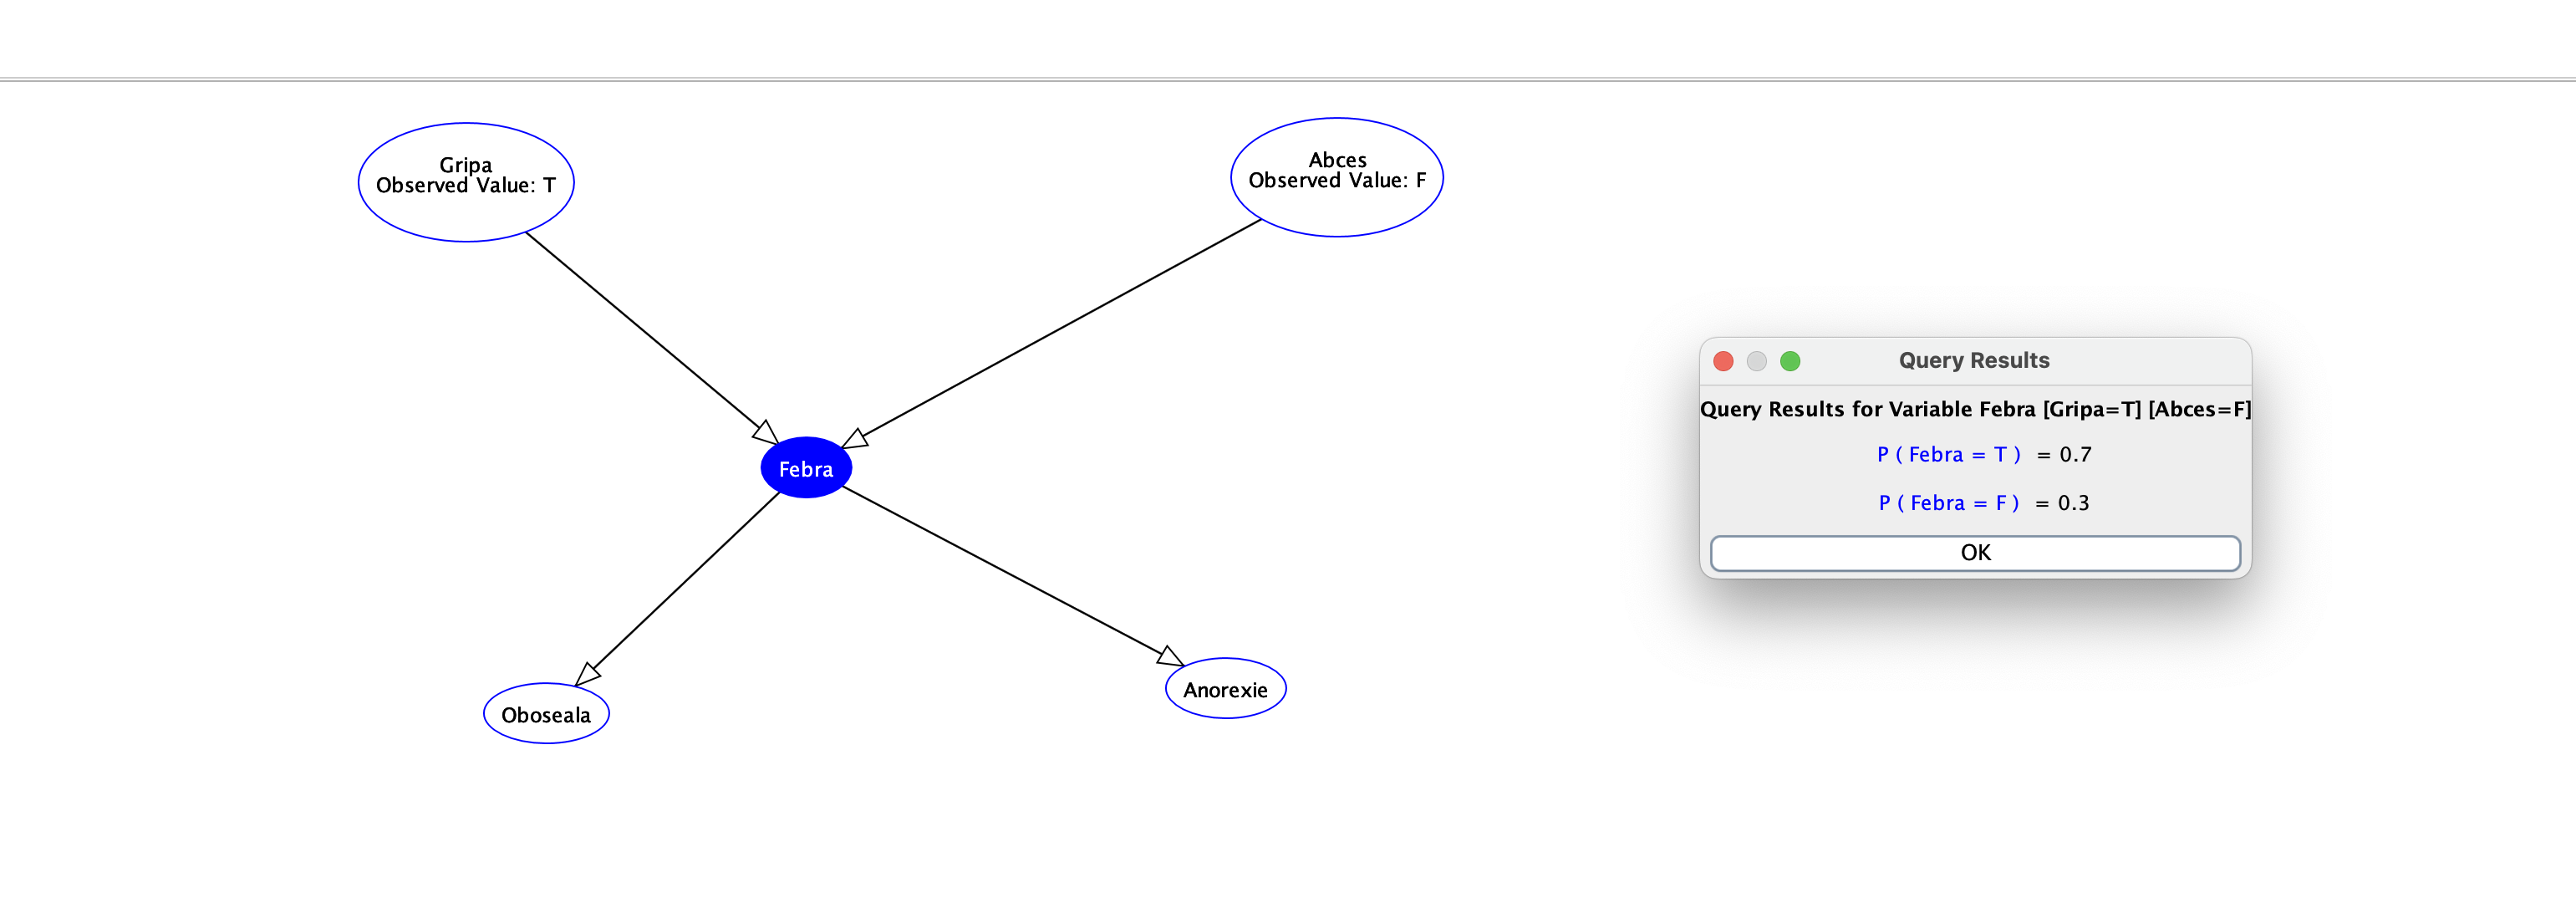 Gripa
Observed Value: T
Abces
Observed Value: F
Febra
Oboseala
Anorexie
Query Results
Query Results for Variable Febra [Gripa=T] [Abces=F]
P ( Febra = T ) = 0.7
P ( Febra = F ) = 0.3
OK